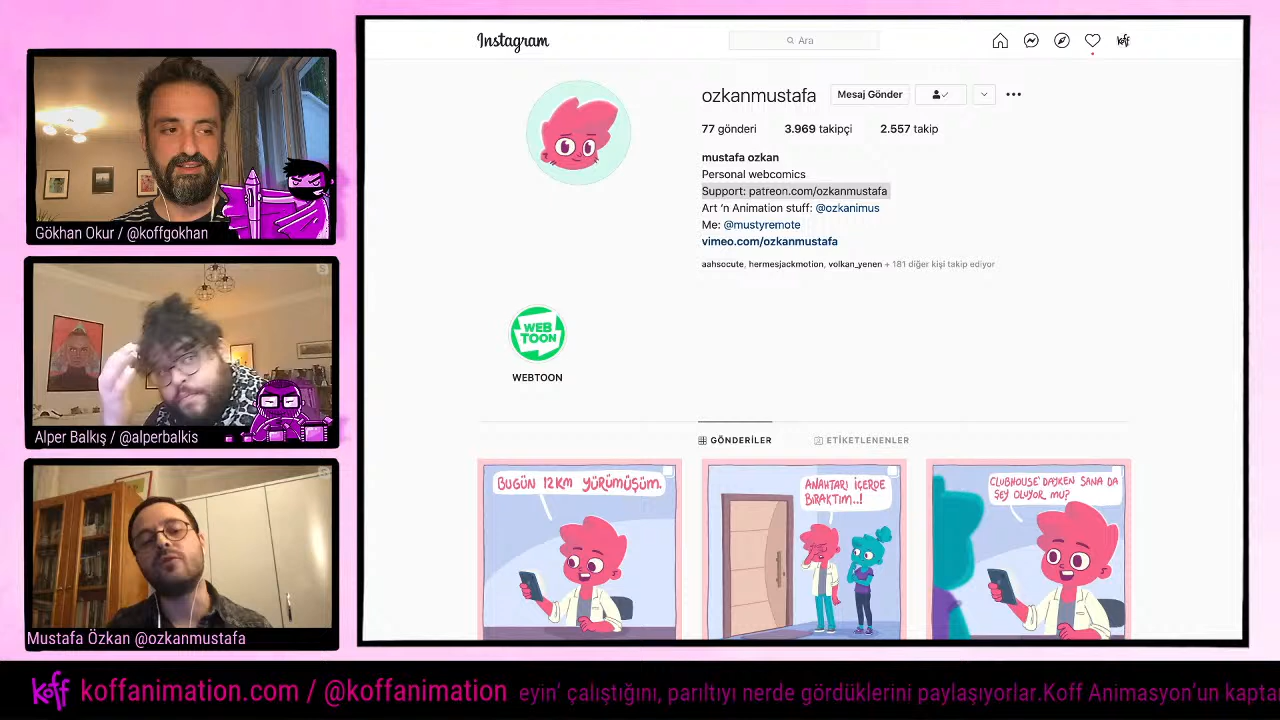 Gökhan Okur / @koffgokhan
Alper Balkış / @alperbalkis
Mustafa Özkan @ozkanmustafa
Instagram
Ara
koff
ozkanmustafa
Mesaj Gönder
77 gönderi 3.969 takipçi 2.557 takip
mustafa ozkan
Personal webcomics
Support: patreon.com/ozkanmustafa
Art 'n Animation stuff: @ozkanimus
Me: @mustyremote
vimeo.com/ozkanmustafa
aahsccute, hermesjackmotion, volkan_yenen + 181 diğer kişi takip ediyor
WEB
TOON
WEBTOON
GÖNDERİLER
ETİKETLENENLER
BUGÜN 12KM YÜRÜMÜŞÜM.
ANAHTARI İÇERDE
BIRAKTIM..!
CLUBHOUSE'DAYKEN SANA DA
ŞEY OLUYOR MU?
koff koffanimation.com / @koffanimation eyin' çalıştığını, parıltıyı nerde gördüklerini paylaşıyorlar.Koff Animasyon'un kapta